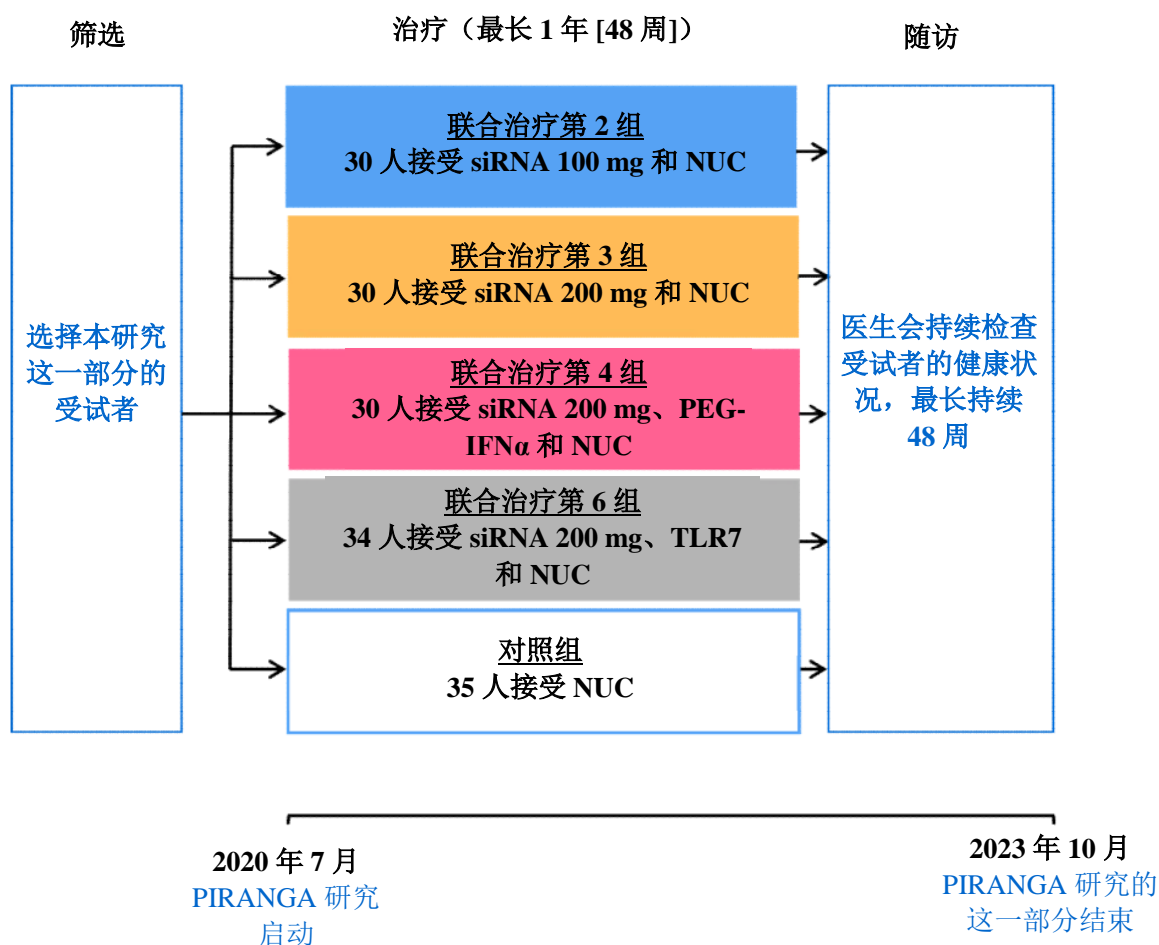 筛选
治疗（最长 1 年 [48 周]）
随访
选择本研究
这一部分的
受试者
联合治疗第 2 组
30 人接受 siRNA 100 mg 和 NUC
联合治疗第 3 组
30 人接受 siRNA 200 mg 和 NUC
联合治疗第 4 组
30 人接受 siRNA 200 mg、PEG-
IFNα 和 NUC
联合治疗第 6 组
34 人接受 siRNA 200 mg、TLR7
和 NUC
对照组
35 人接受 NUC
医生会持续检查
受试者的健康状
况，最长持续
48 周
2020 年 7 月
PIRANGA 研究
启动
2023 年 10 月
PIRANGA 研究的
这一部分结束